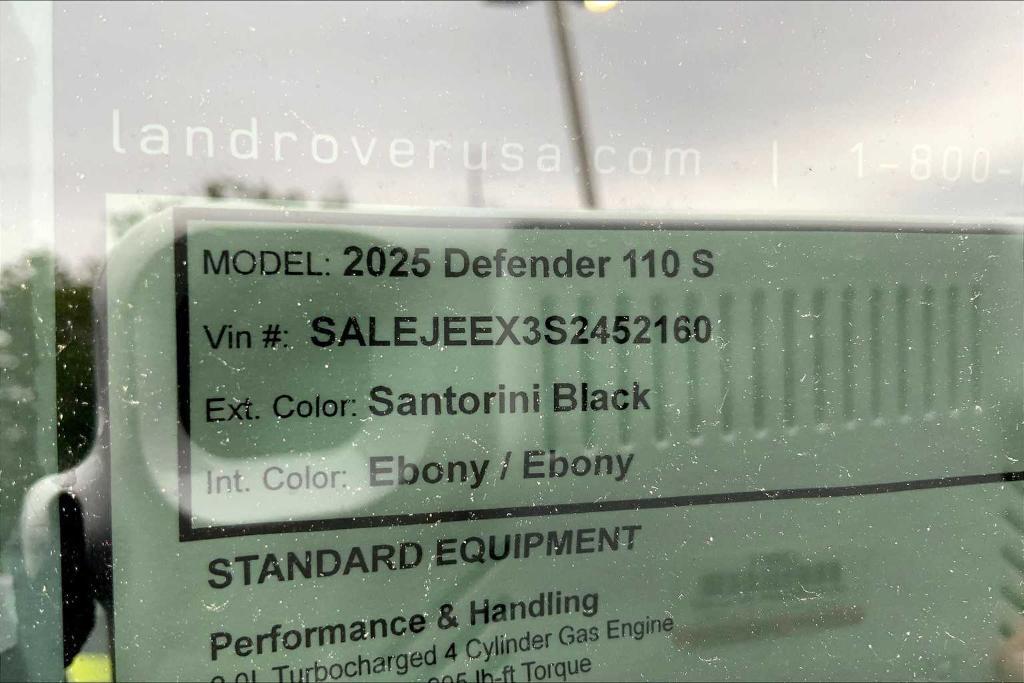 landroverusa.com | 1-800-
MODEL: 2025 Defender 110 S
Vin #: SALEJEEX3S2452160
Ext. Color: Santorini Black
Int. Color: Ebony / Ebony
STANDARD EQUIPMENT
Performance & Handling
Turbocharged 4 Cylinder Gas Engine
lb-ft Torque